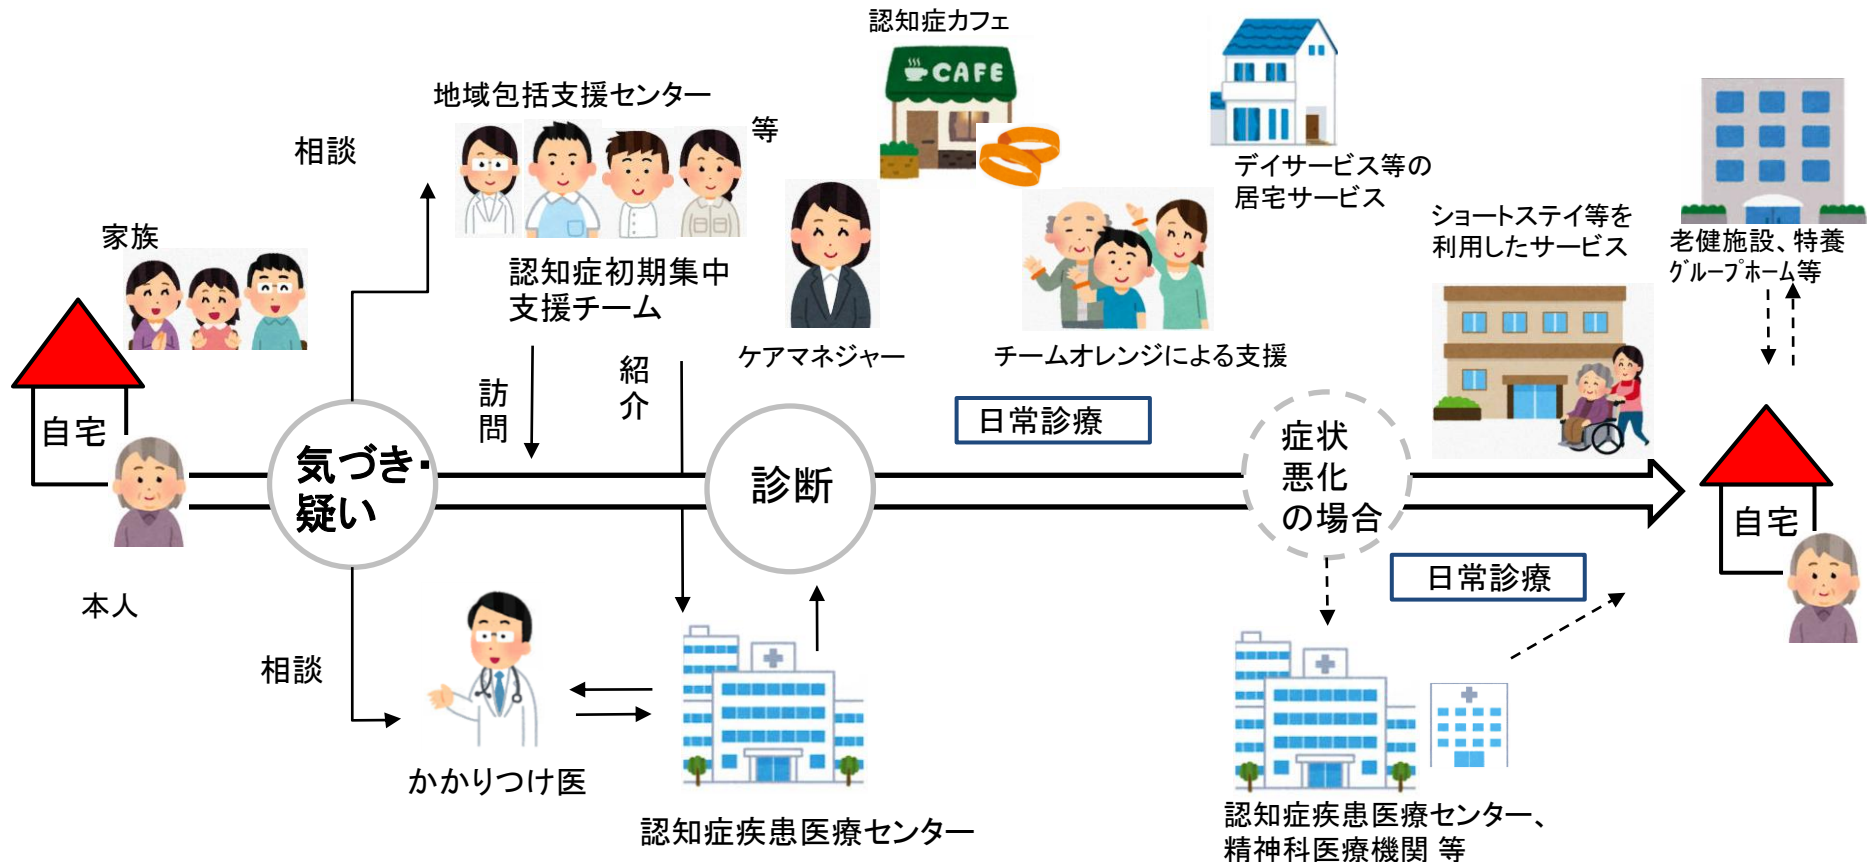 認知症カフェ
CAFE
地域包括支援センター
等
相談
家族
認知症初期集中
支援チーム
デイサービス等の
居宅サービス
ショートステイ等を
利用したサービス
老健施設、特養
グループホーム等
ケアマネジャー
チームオレンジによる支援
訪問
紹介
日常診療
自宅
気づき・
疑い
診断
症状
悪化
の場合
自宅
日常診療
本人
相談
かかりつけ医
認知症疾患医療センター
認知症疾患医療センター、
精神科医療機関 等